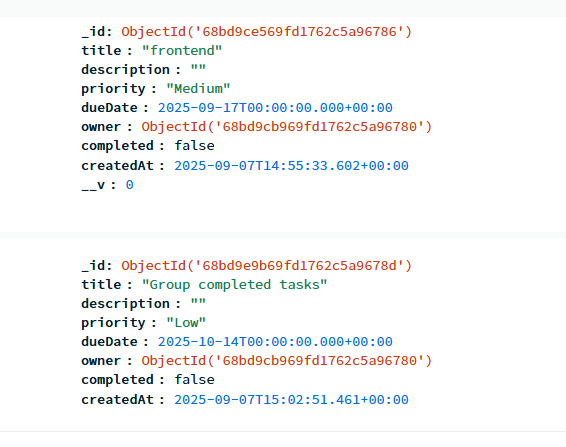 _id: ObjectId('68bd9ce569fd1762c5a96786')
title : "frontend"
description : ""
priority : "Medium"
dueDate : 2025-09-17T00:00:00.000+00:00
owner : ObjectId('68bd9cb969fd1762c5a96780')
completed : false
createdAt : 2025-09-07T14:55:33.602+00:00
__v : 0
_id: ObjectId('68bd9e9b69fd1762c5a9678d')
title : "Group completed tasks"
description : ""
priority : "Low"
dueDate : 2025-10-14T00:00:00.000+00:00
owner : ObjectId('68bd9cb969fd1762c5a96780')
completed : false
createdAt : 2025-09-07T15:02:51.461+00:00